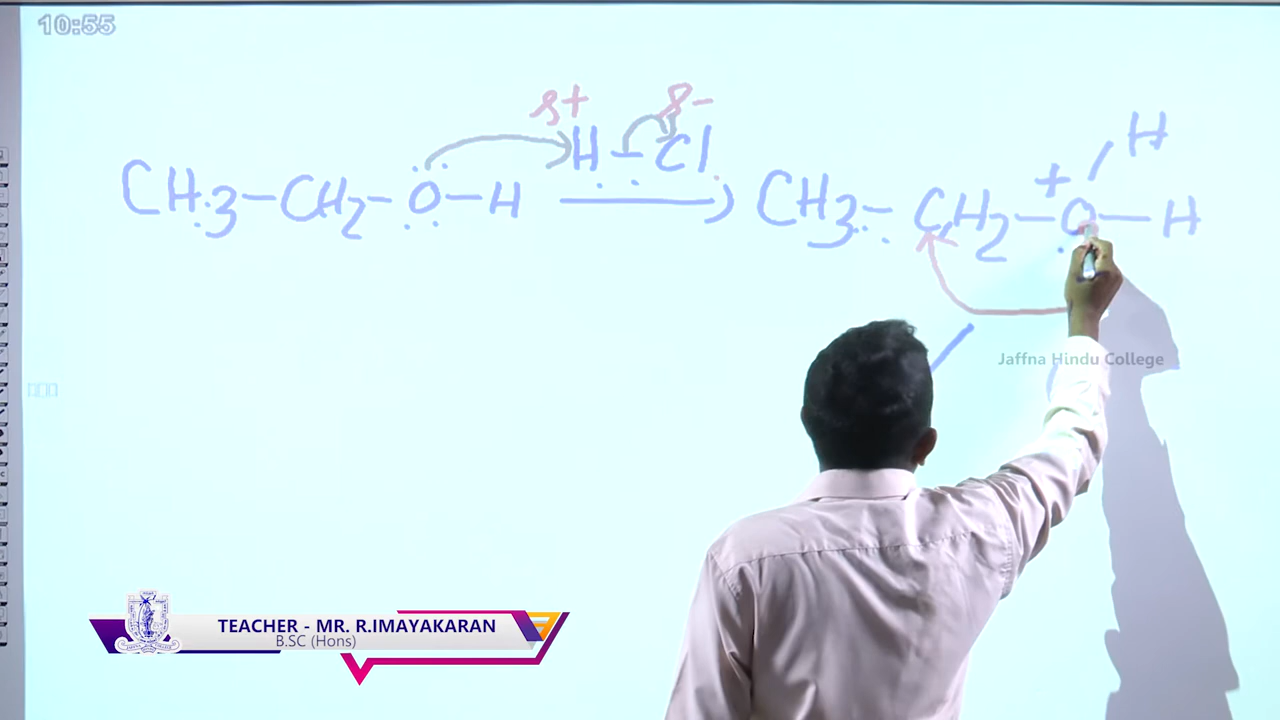 10:55
δ+ δ-
H-Cl
CH3-CH2-O-H ⟶ CH3-CH2-O-H
+ H
Jaffna Hindu College
TEACHER - MR. R.IMAYAKARAN
B.SC (Hons)